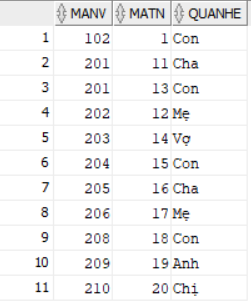 MANV MATN QUANHE
1 102 1 Con
2 201 11 Cha
3 201 13 Con
4 202 12 Mẹ
5 203 14 Vợ
6 204 15 Con
7 205 16 Cha
8 206 17 Mẹ
9 208 18 Con
10 209 19 Anh
11 210 20 Chị